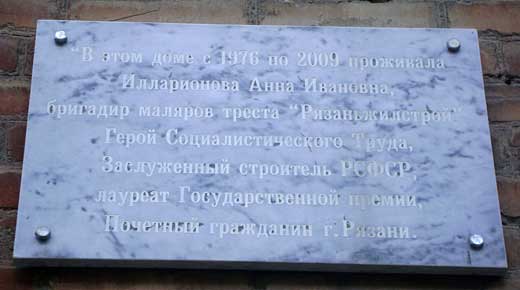 "В этом доме с 1976 по 2009 проживала
Илларионова Анна Ивановна,
бригадир маляров треста "Рязаньжилстрой"
Герой Социалистического Труда,
Заслуженный строитель РСФСР,
лауреат Государственной премии,
Почетный гражданин г. Рязани.